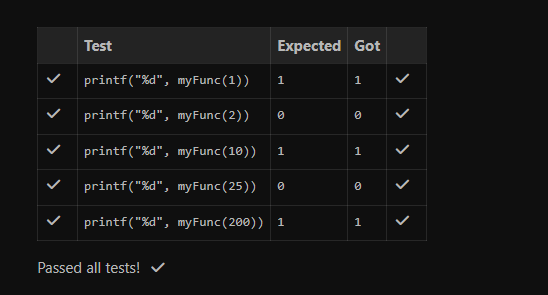 Test Expected Got
printf("%d", myFunc(1)) 1 1
printf("%d", myFunc(2)) 0 0
printf("%d", myFunc(10)) 1 1
printf("%d", myFunc(25)) 0 0
printf("%d", myFunc(200)) 1 1
Passed all tests!